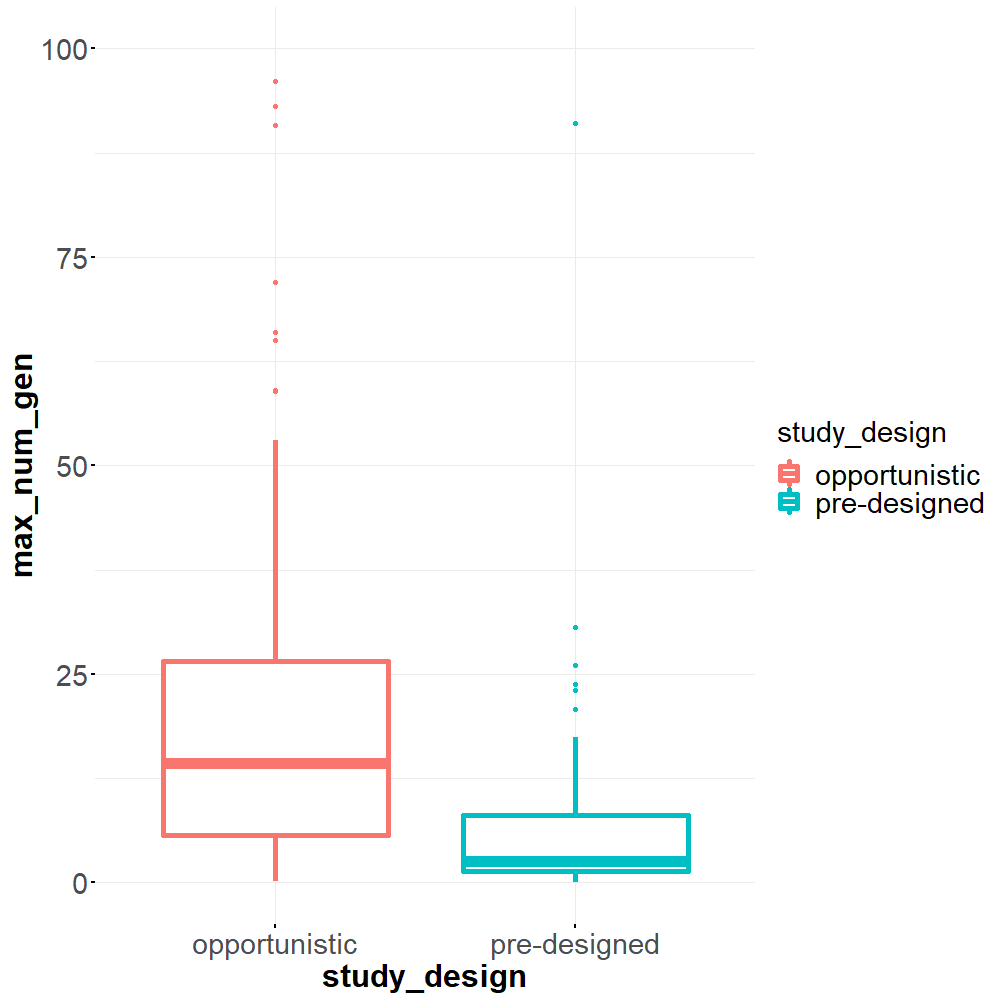 max_num_gen
100
75
50
25
0
opportunistic
pre-designed
study_design
study_design
opportunistic
pre-designed